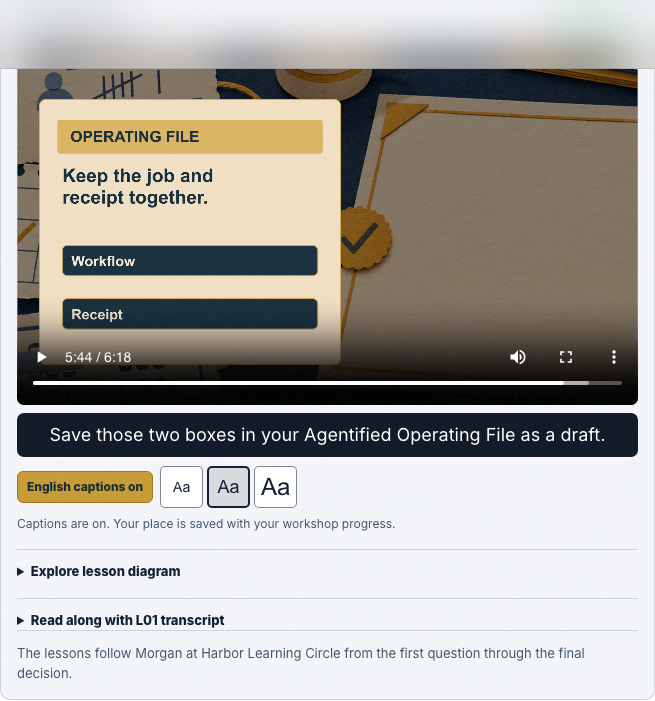 OPERATING FILE
Keep the job and
receipt together.
Workflow
Receipt
5:44 / 6:18
Save those two boxes in your Agentified Operating File as a draft.
English captions on
Aa
Aa
Aa
Captions are on. Your place is saved with your workshop progress.
Explore lesson diagram
Read along with L01 transcript
The lessons follow Morgan at Harbor Learning Circle from the first question through the final
decision.